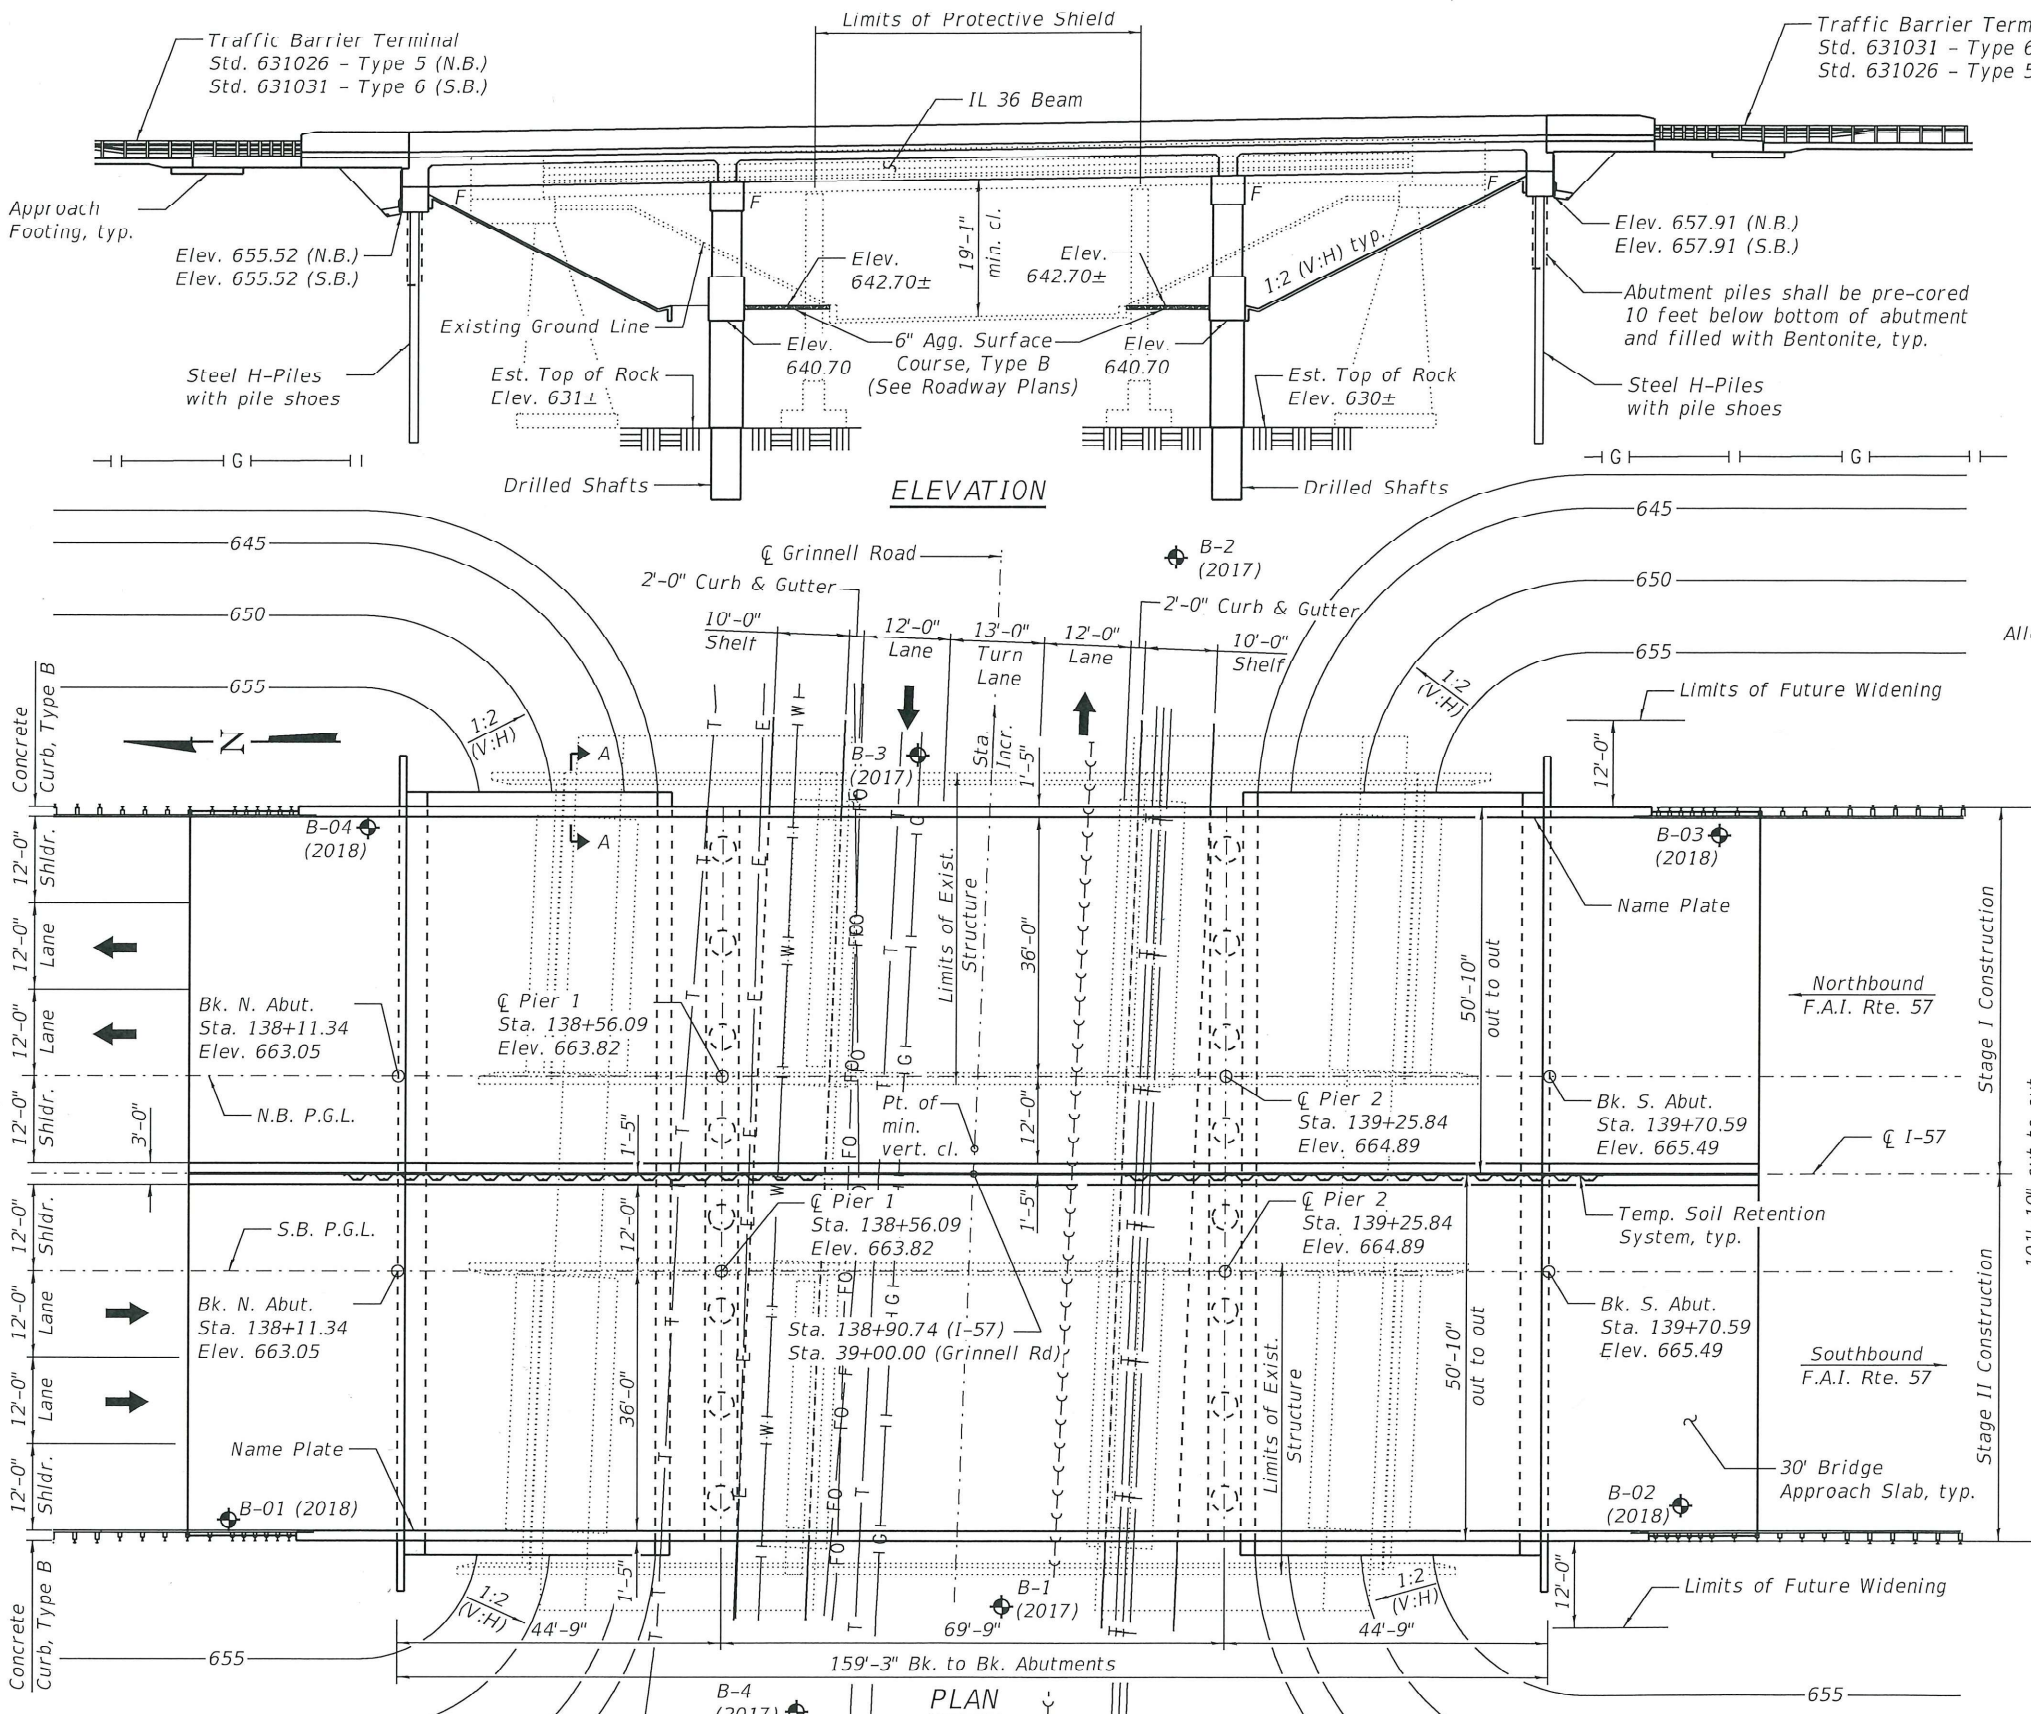 Limits of Protective Shield
Traffic Barrier Terminal
Std. 631026 - Type 5 (N.B.)
Std. 631031 - Type 6 (S.B.)
Traffic Barrier Term
Std. 631031 - Type 6
Std. 631026 - Type 5
IL 36 Beam
Approach
Footing, typ.
F
F
F
F
Elev. 655.52 (N.B.)
Elev. 655.52 (S.B.)
Elev.
642.70±
19'-1"
min. cl.
Elev.
642.70±
1:2 (V:H) typ.
Elev. 657.91 (N.B.)
Elev. 657.91 (S.B.)
Existing Ground Line
Abutment piles shall be pre-cored
10 feet below bottom of abutment
and filled with Bentonite, typ.
Elev.
640.70
6" Agg. Surface
Course, Type B
(See Roadway Plans)
Elev.
640.70
Steel H-Piles
with pile shoes
Est. Top of Rock
Elev. 631±
Est. Top of Rock
Elev. 630±
Steel H-Piles
with pile shoes
G
G
G
Drilled Shafts
Drilled Shafts
ELEVATION
645
650
655
645
650
655
℄ Grinnell Road
B-2
(2017)
2'-0" Curb & Gutter
2'-0" Curb & Gutter
10'-0"
Shelf
12'-0"
Lane
13'-0"
Turn
Lane
12'-0"
Lane
10'-0"
Shelf
All
Limits of Future Widening
1:2
(V:H)
1:2
(V:H)
Concrete
Curb, Type B
N
A
A
B-3
(2017)
Sta.
Incr.
1'-5"
12'-0"
B-04
(2018)
B-03
(2018)
Name Plate
12'-0"
Shldr.
12'-0"
Lane
12'-0"
Lane
12'-0"
Shldr.
3'-0"
Limits of Exist.
Structure
36'-0"
50'-10"
out to out
Northbound
F.A.I. Rte. 57
Stage I Construction
Bk. N. Abut.
Sta. 138+11.34
Elev. 663.05
℄ Pier 1
Sta. 138+56.09
Elev. 663.82
N.B. P.G.L.
Pt. of
min.
vert. cl.
12'-0"
1'-5"
℄ Pier 2
Sta. 139+25.84
Elev. 664.89
Bk. S. Abut.
Sta. 139+70.59
Elev. 665.49
℄ I-57
12'-0"
Shldr.
12'-0"
Lane
12'-0"
Lane
12'-0"
Shldr.
S.B. P.G.L.
12'-0"
℄ Pier 1
Sta. 138+56.09
Elev. 663.82
1'-5"
℄ Pier 2
Sta. 139+25.84
Elev. 664.89
Temp. Soil Retention
System, typ.
Bk. N. Abut.
Sta. 138+11.34
Elev. 663.05
Sta. 138+90.74 (I-57)
Sta. 39+00.00 (Grinnell Rd)
36'-0"
Limits of Exist.
Structure
50'-10"
out to out
Bk. S. Abut.
Sta. 139+70.59
Elev. 665.49
Southbound
F.A.I. Rte. 57
Stage II Construction
Name Plate
B-01 (2018)
B-02
(2018)
30' Bridge
Approach Slab, typ.
Concrete
Curb, Type B
1:2
(V:H)
1'-5"
B-1
(2017)
1:2
(V:H)
12'-0"
Limits of Future Widening
44'-9"
69'-9"
44'-9"
655
159'-3" Bk. to Bk. Abutments
B-4
(2017)
PLAN
655